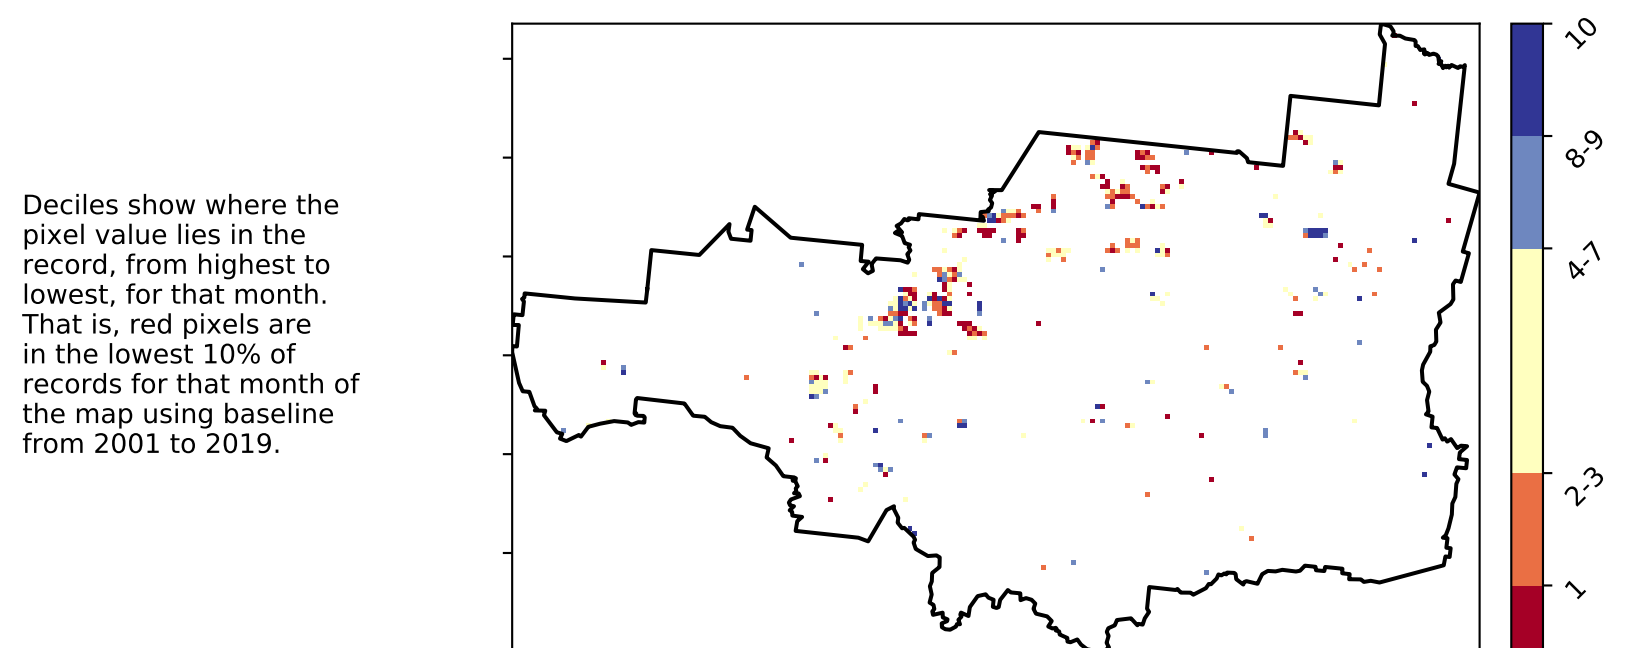 Deciles show where the
pixel value lies in the
record, from highest to
lowest, for that month.
That is, red pixels are
in the lowest 10% of
records for that month of
the map using baseline
from 2001 to 2019.
10
8-9
4-7
2-3
1